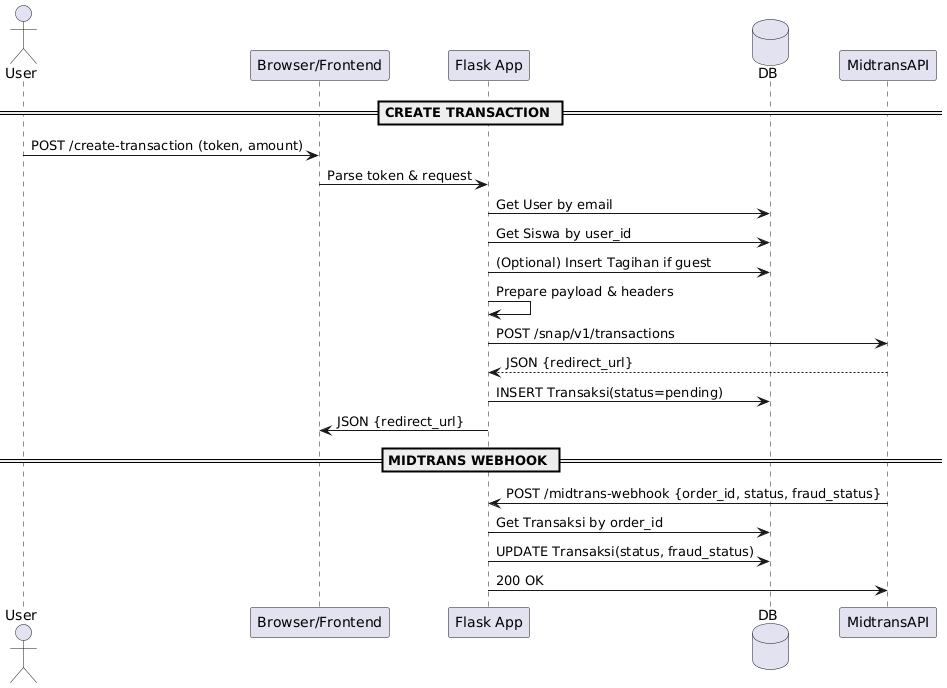 User
Browser/Frontend
Flask App
DB
MidtransAPI
CREATE TRANSACTION
POST /create-transaction (token, amount)
Parse token & request
Get User by email
Get Siswa by user_id
(Optional) Insert Tagihan if guest
Prepare payload & headers
POST /snap/v1/transactions
JSON {redirect_url}
INSERT Transaksi(status=pending)
JSON {redirect_url}
MIDTRANS WEBHOOK
POST /midtrans-webhook {order_id, status, fraud_status}
Get Transaksi by order_id
UPDATE Transaksi(status, fraud_status)
200 OK
User
Browser/Frontend
Flask App
DB
MidtransAPI